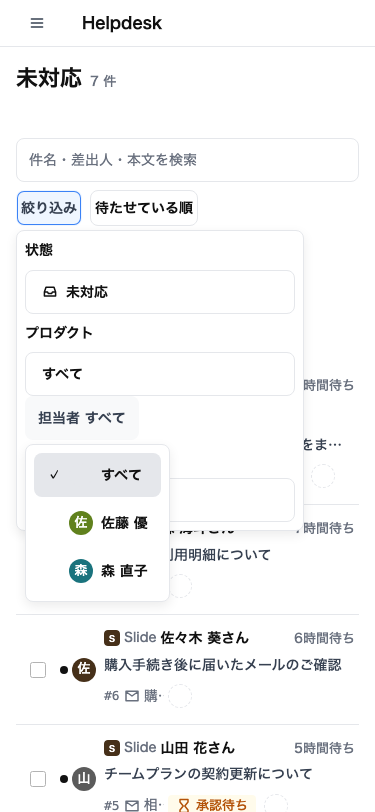 Helpdesk
未対応 7 件
件名・差出人・本文を検索
絞り込み 待たせている順
状態
未対応
プロダクト
すべて
時間待ち
担当者 すべて
をま…
✓ すべて
佐 佐藤 優
時間待ち
利用明細について
森 森 直子
S Slide 佐々木 葵さん 6時間待ち
佐 購入手続き後に届いたメールのご確認
#6 購·
S Slide 山田 花さん 5時間待ち
山 チームプランの契約更新について
#5 相· 承認待ち